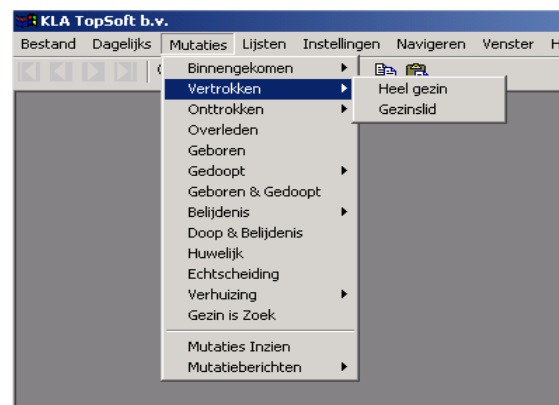 KLA TopSoft b.v.
Bestand Dagelijks Mutaties Lijsten Instellingen Navigeren Venster H
Binnengekomen
Vertrokken
Heel gezin
Onttrokken
Gezinslid
Overleden
Geboren
Gedoopt
Geboren & Gedoopt
Belijdenis
Doop & Belijdenis
Huwelijk
Echtscheiding
Verhuizing
Gezin is Zoek
Mutaties Inzien
Mutatieberichten